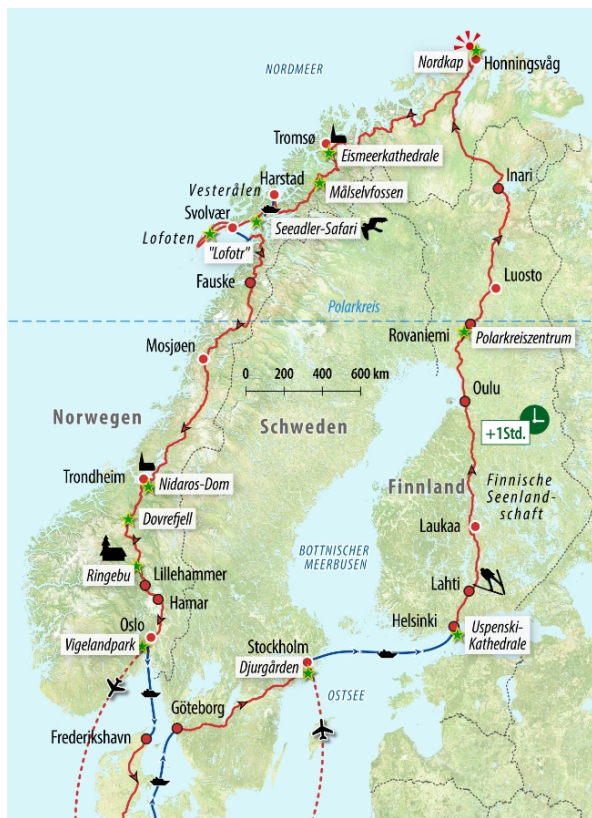 NORDMEER
Nordkap
Honningsvåg
Tromsø
Eismeerkathedrale
Harstad
Målselvfossen
Inari
Vesterålen
Svolvær
Seeadler-Safari
Lofoten
"Lofotr"
Fauske
Luosto
Polarkreis
Rovaniemi
Polarkreiszentrum
Mosjøen
0 200 400 600 km
Oulu
Norwegen
Schweden
+1Std.
Trondheim
Nidaros-Dom
Finnland
Finnische
Seenland-
schaft
Dovrefjell
Laukaa
BOTTNISCHER
MEERBUSEN
Ringebu
Lillehammer
Lahti
Hamar
Oslo
Helsinki
Vigelandpark
Uspenski-
Kathedrale
Stockholm
Djurgården
OSTSEE
Göteborg
Frederikshavn